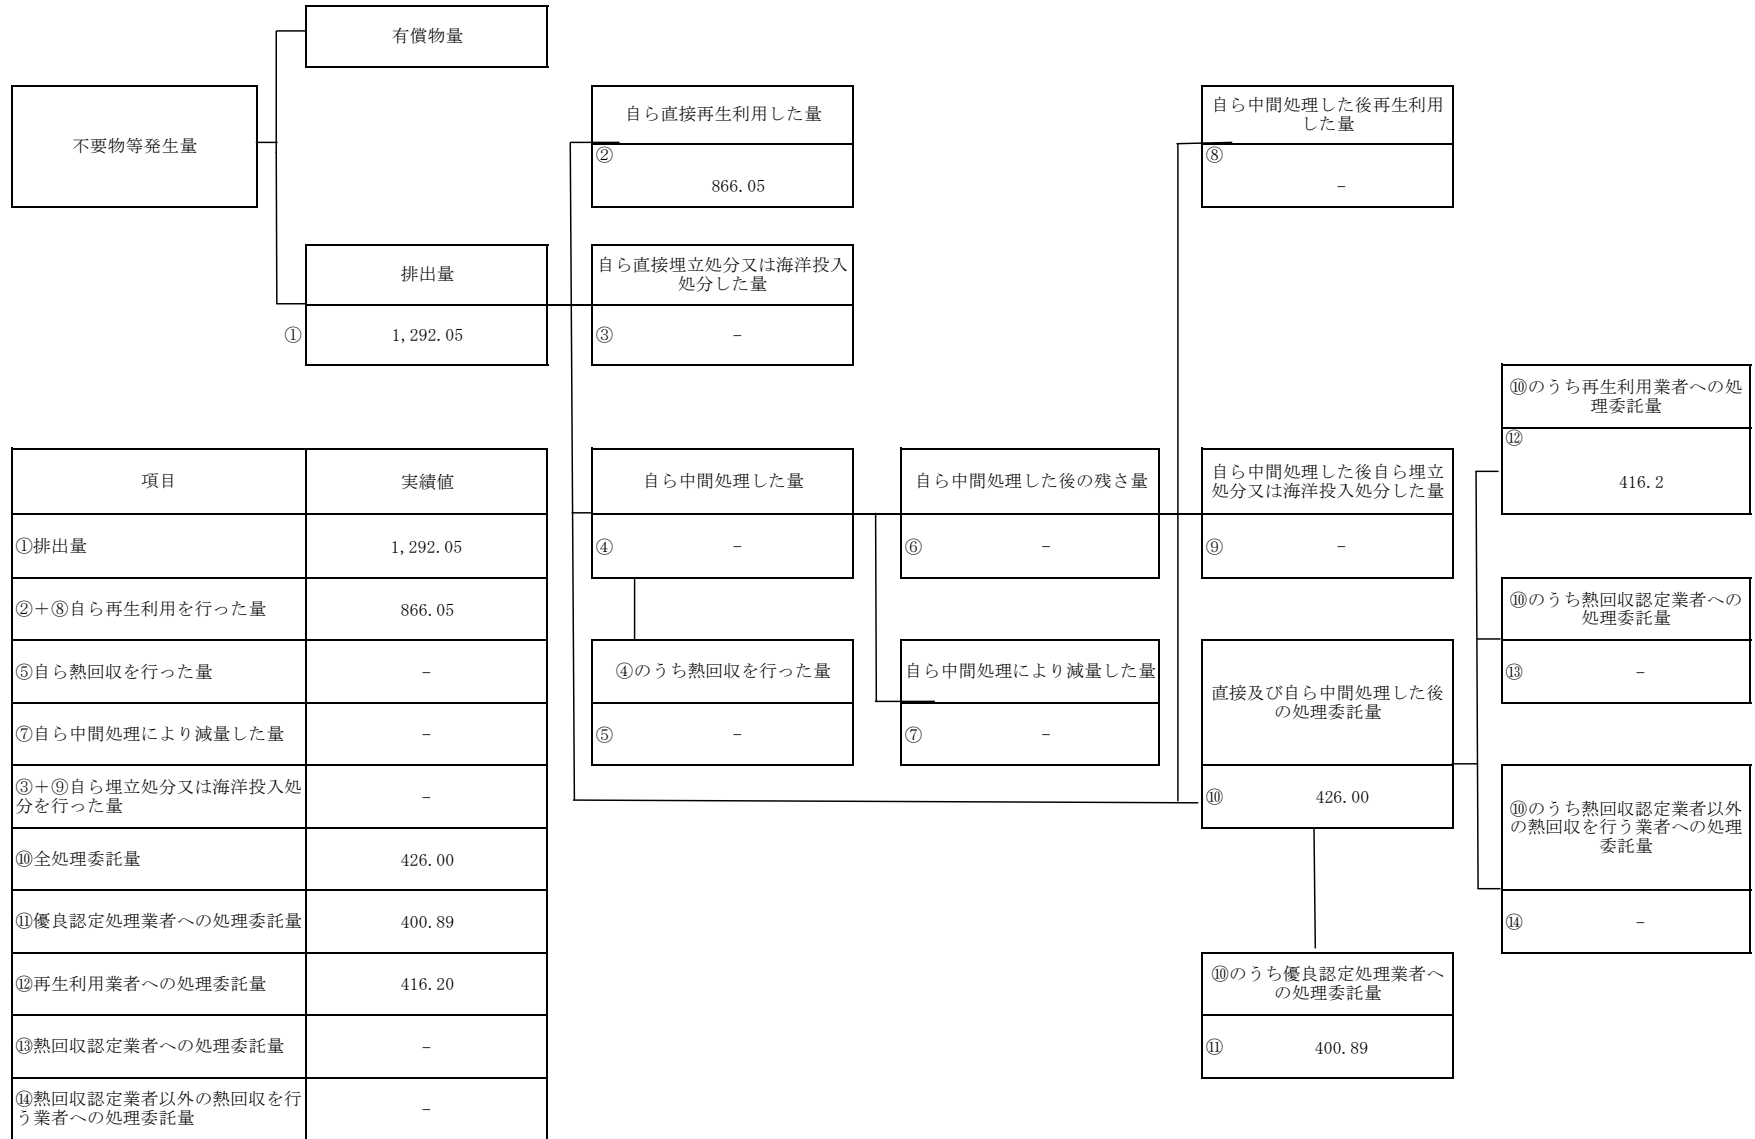 有償物量
不要物等発生量
自ら直接再生利用した量
②
866.05
自ら中間処理した後再生利用
した量
⑧
－
排出量
①
1,292.05
自ら直接埋立処分又は海洋投入
処分した量
③
－
項目
実績値
①排出量
1,292.05
②＋⑧自ら再生利用を行った量
866.05
⑤自ら熱回収を行った量
－
⑦自ら中間処理により減量した量
－
③＋⑨自ら埋立処分又は海洋投入処
分を行った量
－
⑩全処理委託量
426.00
⑪優良認定処理業者への処理委託量
400.89
⑫再生利用業者への処理委託量
416.20
⑬熱回収認定業者への処理委託量
－
⑭熱回収認定業者以外の熱回収を行
う業者への処理委託量
－
自ら中間処理した量
④
－
④のうち熱回収を行った量
⑤
－
自ら中間処理した後の残さ量
⑥
－
自ら中間処理により減量した量
⑦
－
自ら中間処理した後自ら埋立
処分又は海洋投入処分した量
⑨
－
直接及び自ら中間処理した後
の処理委託量
⑩
426.00
⑩のうち優良認定処理業者へ
の処理委託量
⑪
400.89
⑩のうち再生利用業者への処
理委託量
⑫
416.2
⑩のうち熱回収認定業者への
処理委託量
⑬
－
⑩のうち熱回収認定業者以外
の熱回収を行う業者への処理
委託量
⑭
－